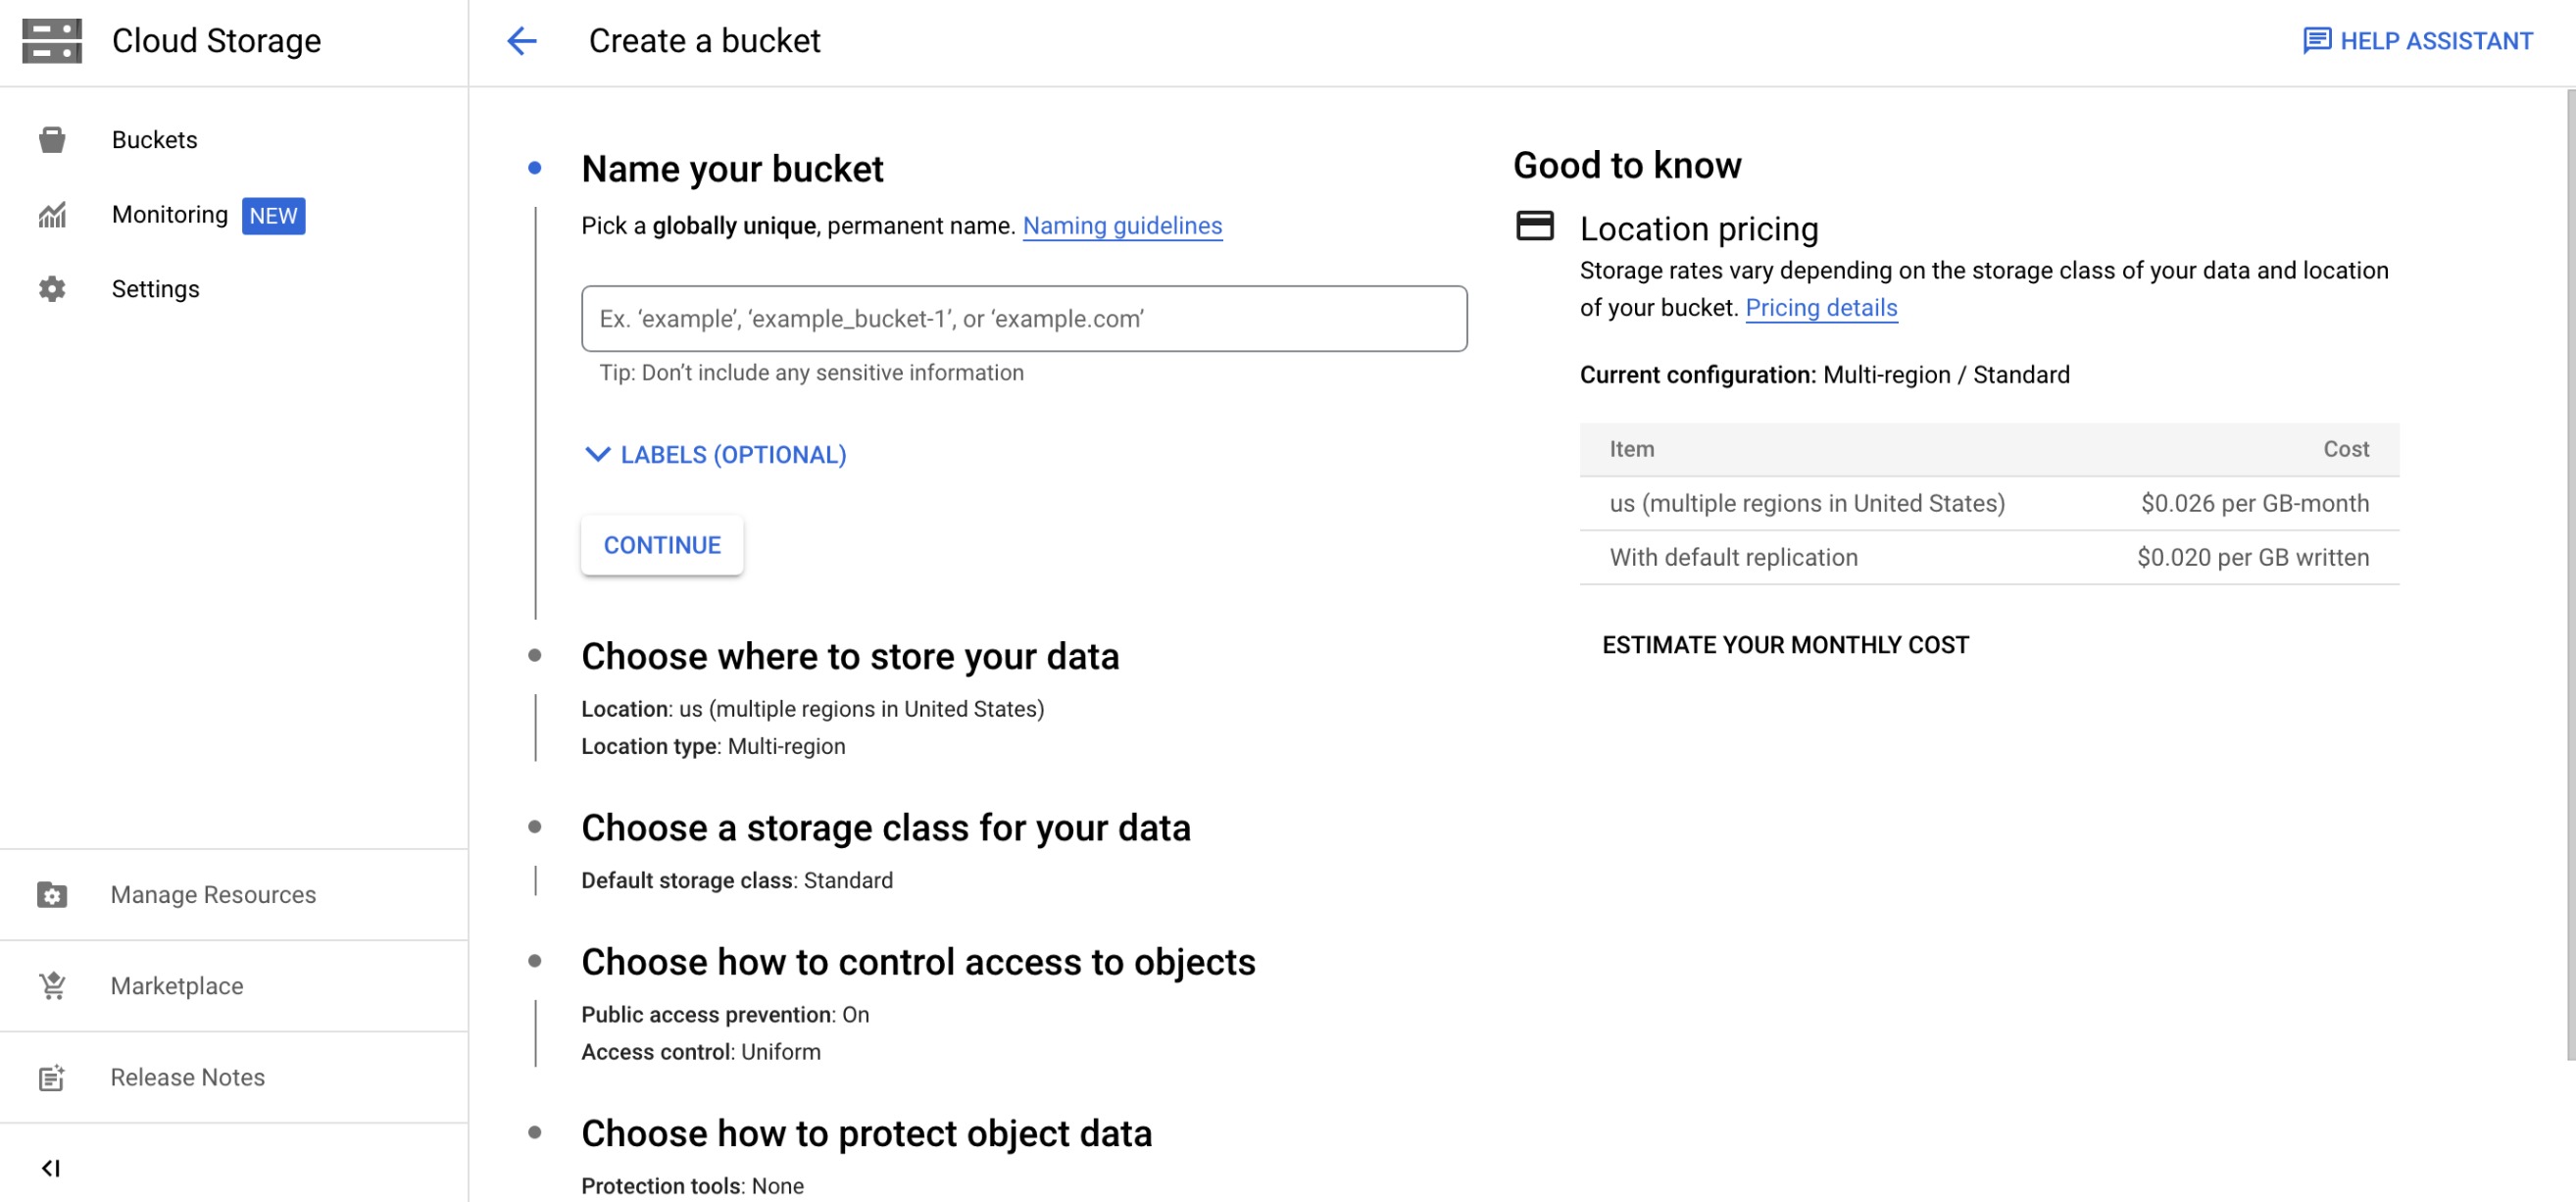 Cloud Storage
Create a bucket
HELP ASSISTANT
Buckets
Monitoring NEW
Settings
Manage Resources
Marketplace
Release Notes
Name your bucket
Pick a globally unique, permanent name. Naming guidelines
Ex. ‘example’, ‘example_bucket-1’, or ‘example.com’
Tip: Don’t include any sensitive information
LABELS (OPTIONAL)
CONTINUE
Choose where to store your data
Location: us (multiple regions in United States)
Location type: Multi-region
Choose a storage class for your data
Default storage class: Standard
Choose how to control access to objects
Public access prevention: On
Access control: Uniform
Choose how to protect object data
Protection tools: None
Good to know
Location pricing
Storage rates vary depending on the storage class of your data and location
of your bucket. Pricing details
Current configuration: Multi-region / Standard
Item Cost
us (multiple regions in United States) $0.026 per GB-month
With default replication $0.020 per GB written
ESTIMATE YOUR MONTHLY COST